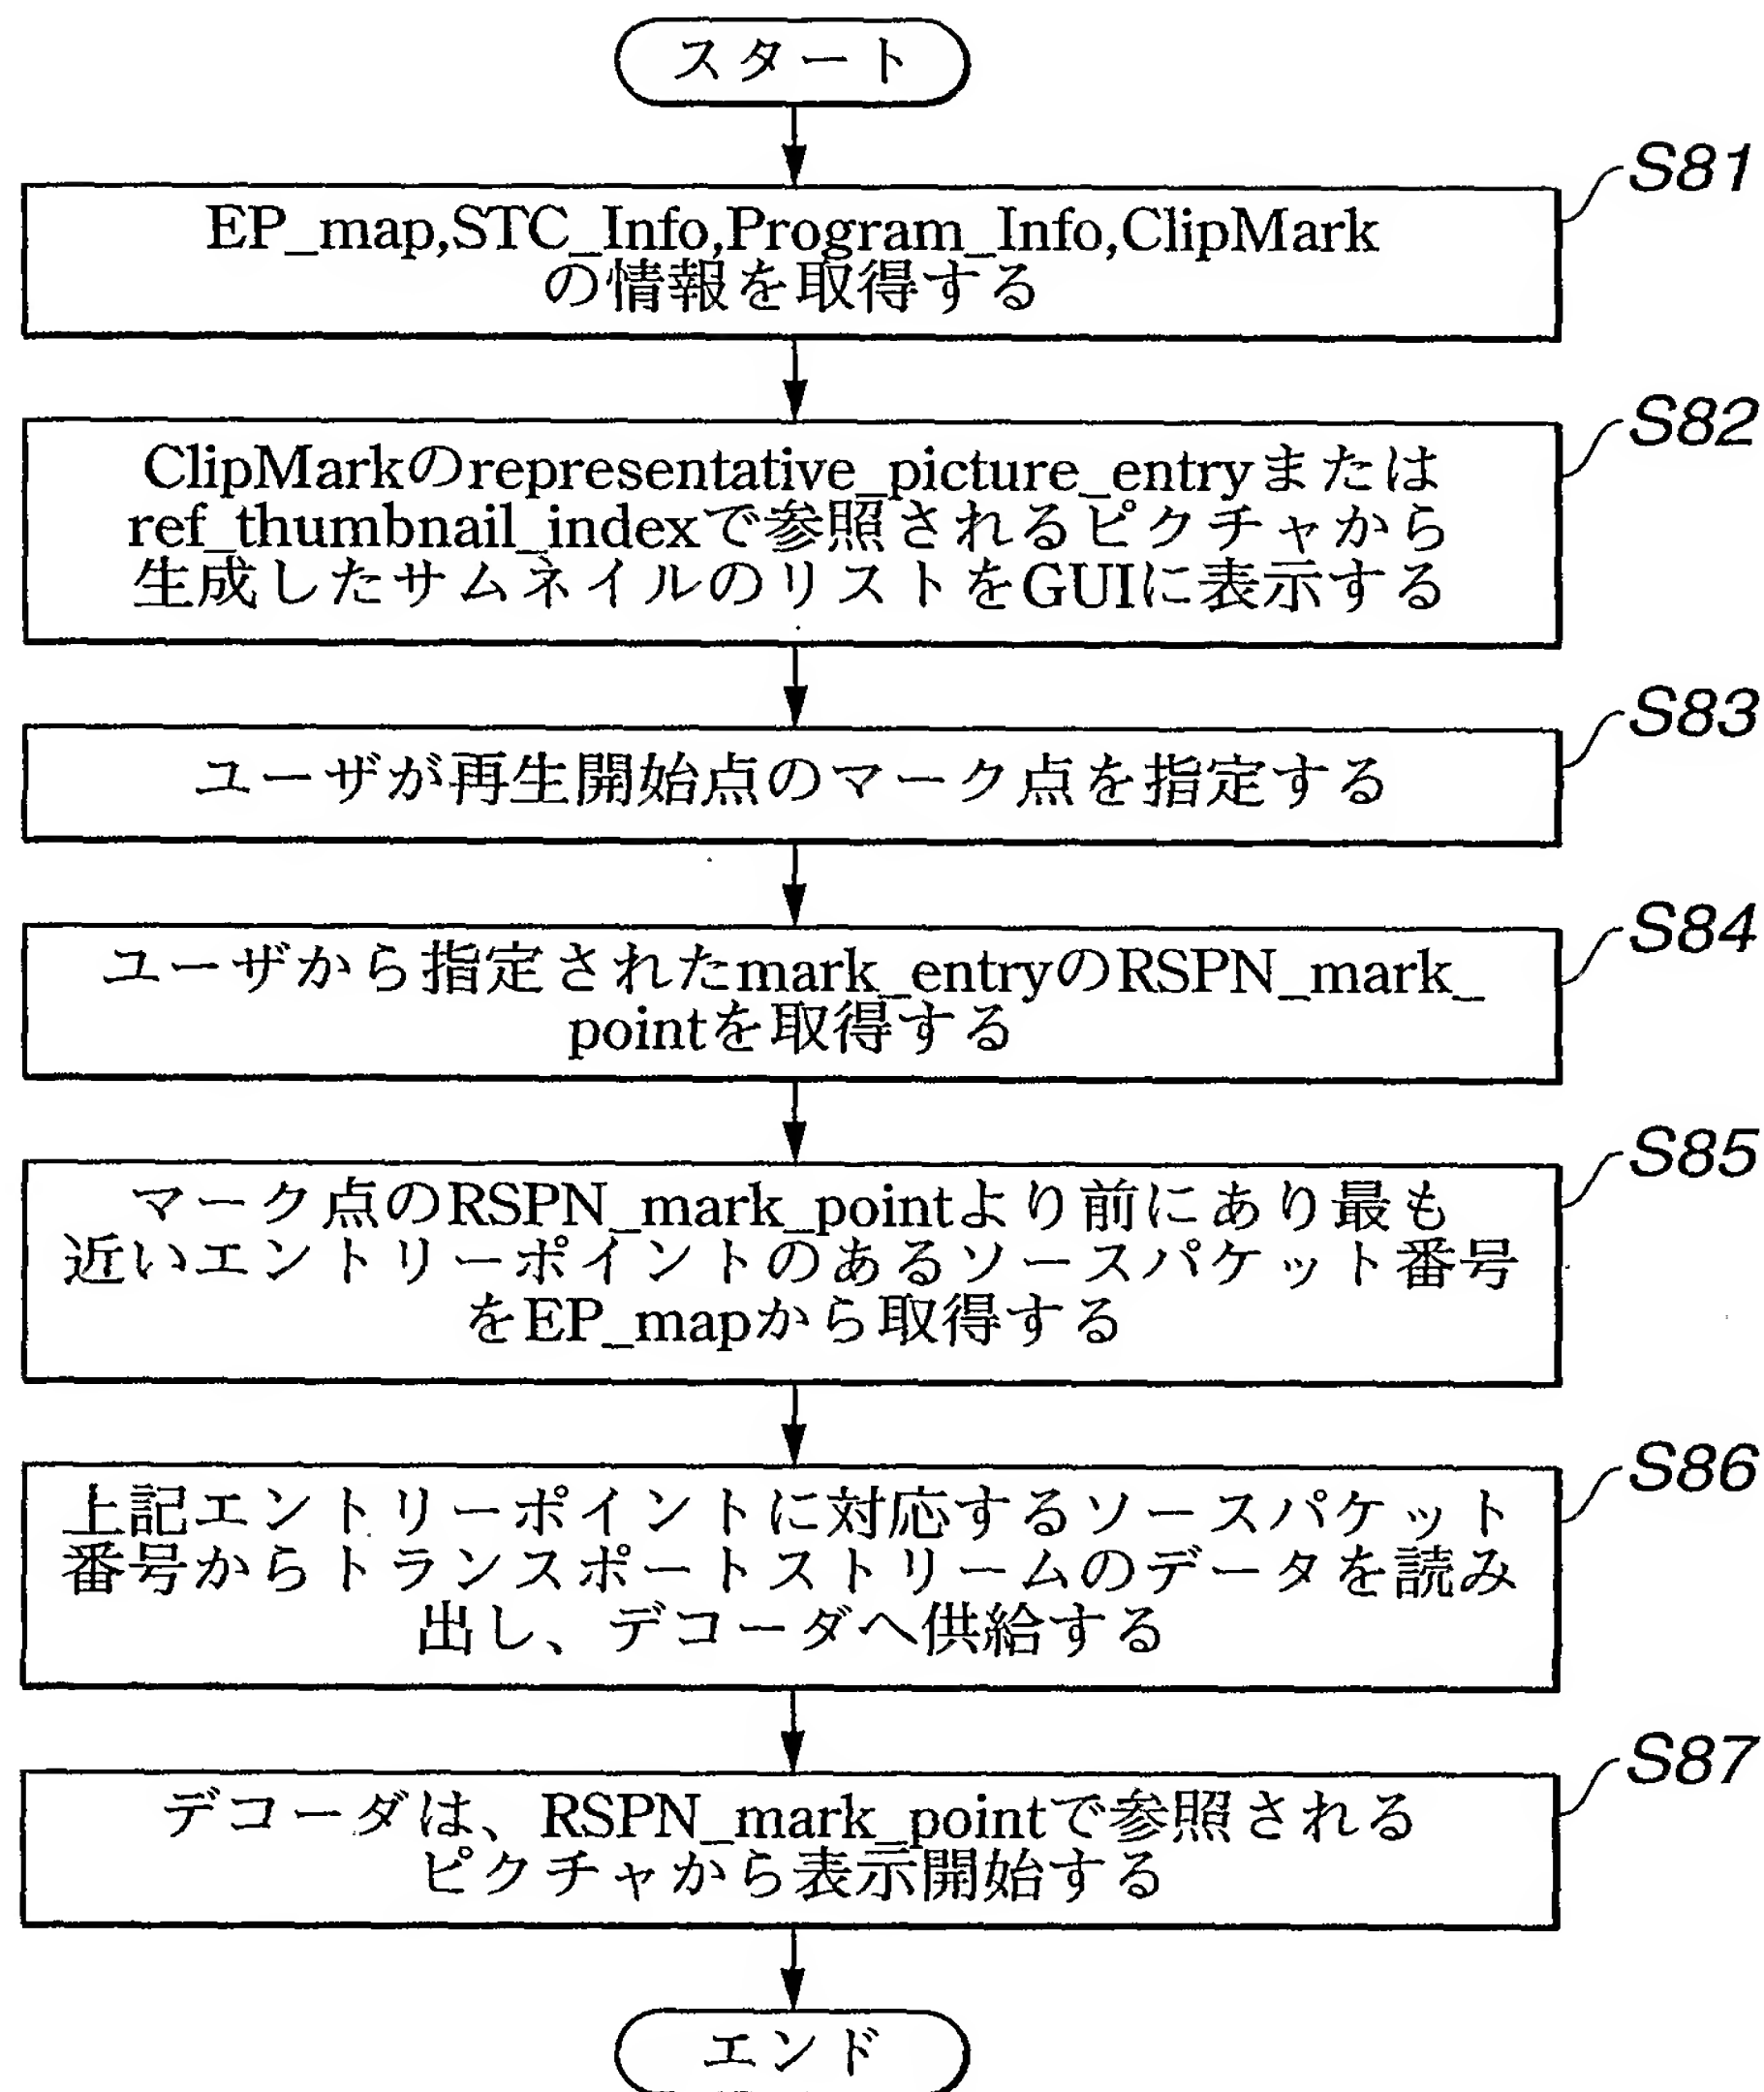 スタート
S81
EP_map,STC_Info,Program_Info,ClipMark
の情報を取得する
S82
ClipMarkのrepresentative_picture_entryまたは
ref_thumbnail_indexで参照されるピクチャから
生成したサムネイルのリストをGUIに表示する
S83
ユーザが再生開始点のマーク点を指定する
S84
ユーザから指定されたmark_entryのRSPN_mark_
pointを取得する
S85
マーク点のRSPN_mark_pointより前にあり最も
近いエントリーポイントのあるソースパケット番号
をEP_mapから取得する
S86
上記エントリーポイントに対応するソースパケット
番号からトランスポートストリームのデータを読み
出し、デコーダへ供給する
S87
デコーダは、RSPN_mark_pointで参照される
ピクチャから表示開始する
エンド